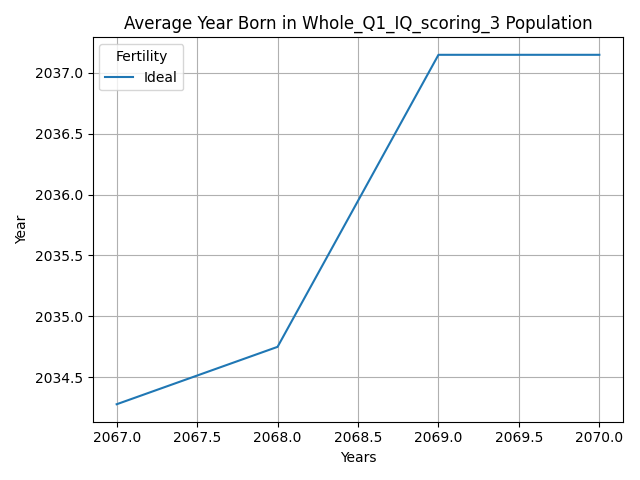 Average Year Born in Whole_Q1_IQ_scoring_3 Population
Fertility
Ideal
Year
2037.0
2036.5
2036.0
2035.5
2035.0
2034.5
2067.0 2067.5 2068.0 2068.5 2069.0 2069.5 2070.0
Years